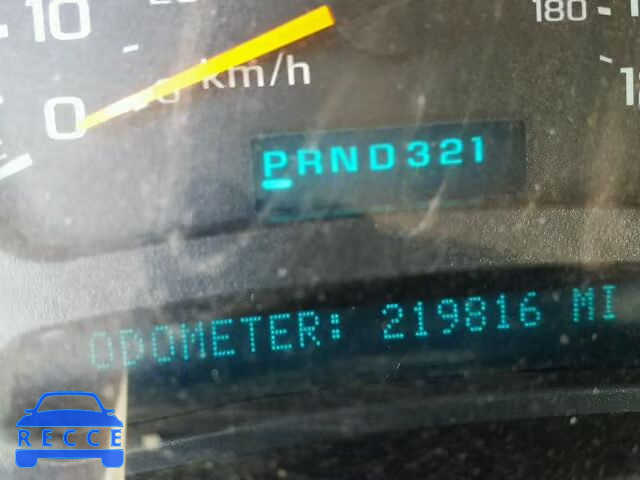 10
180
km/h
0
PRND321
ODOMETER: 219816 MI
RECCE